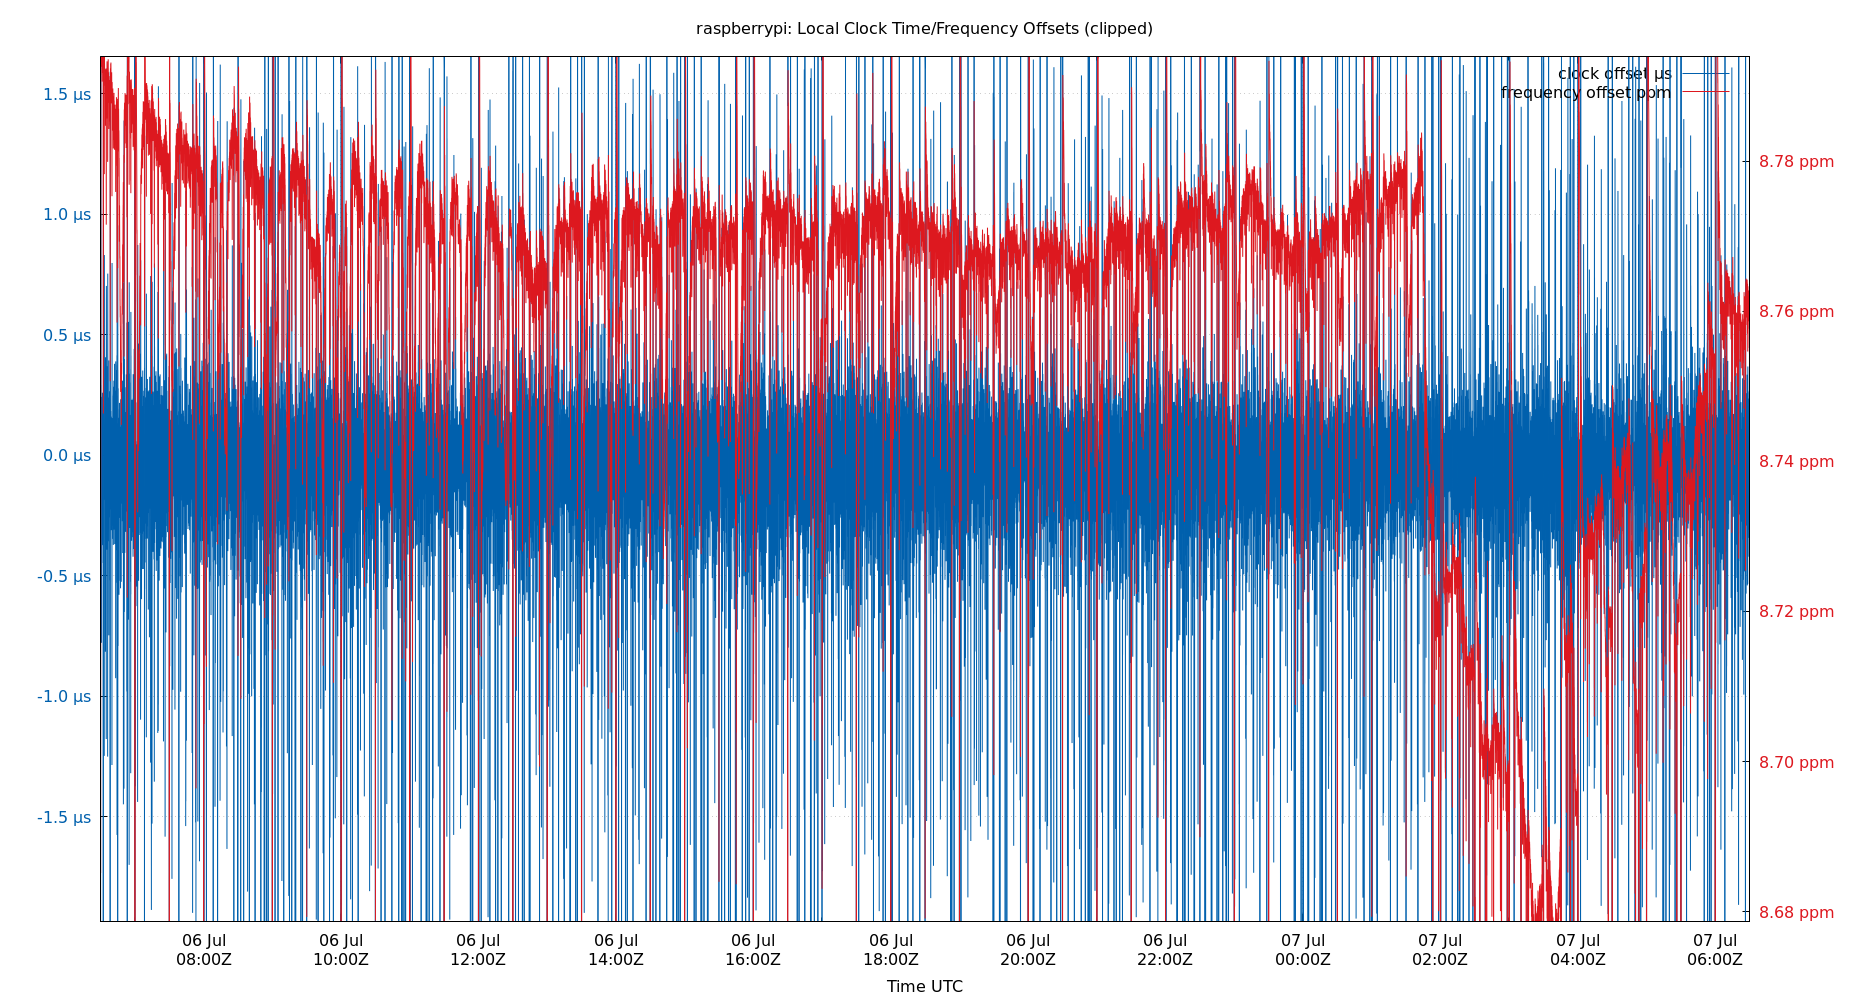 raspberrypi: Local Clock Time/Frequency Offsets (clipped)
clock offset µs
frequency offset ppm
1.5 µs
1.0 µs
0.5 µs
0.0 µs
-0.5 µs
-1.0 µs
-1.5 µs
8.78 ppm
8.76 ppm
8.74 ppm
8.72 ppm
8.70 ppm
8.68 ppm
06 Jul 06 Jul 06 Jul 06 Jul 06 Jul 06 Jul 06 Jul 06 Jul 07 Jul 07 Jul 07 Jul 07 Jul
08:00Z 10:00Z 12:00Z 14:00Z 16:00Z 18:00Z 20:00Z 22:00Z 00:00Z 02:00Z 04:00Z 06:00Z
Time UTC